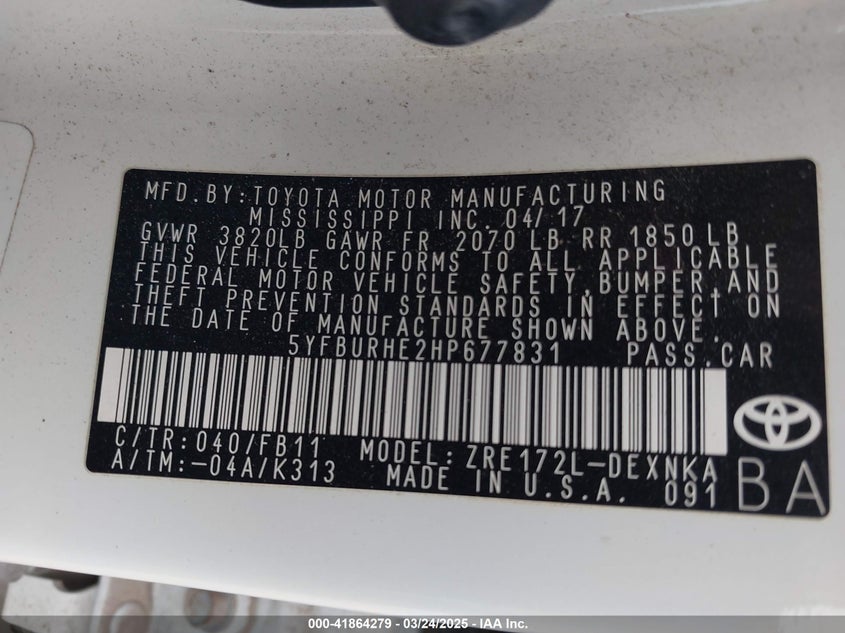 MFD.BY:TOYOTA MOTOR MANUFACTURING
MISSISSIPPI INC. 04/17
GVWR 3820LB GAWR FR 2070 LB RR 1850 LB
THIS VEHICLE CONFORMS TO ALL APPLICABLE
FEDERAL MOTOR VEHICLE SAFETY,BUMPER,AND
THEFT PREVENTION STANDARDS IN EFFECT ON
THE DATE OF MANUFACTURE SHOWN ABOVE.
5YFBURHE2HP677831 PASS.CAR
C/TR:040/FB11 MODEL:ZRE172L-DEXNKA
A/TM:-04A/K313 MADE IN U.S.A. 091
BA
©00-41864279 - 03/24/2025 - IAA Inc.